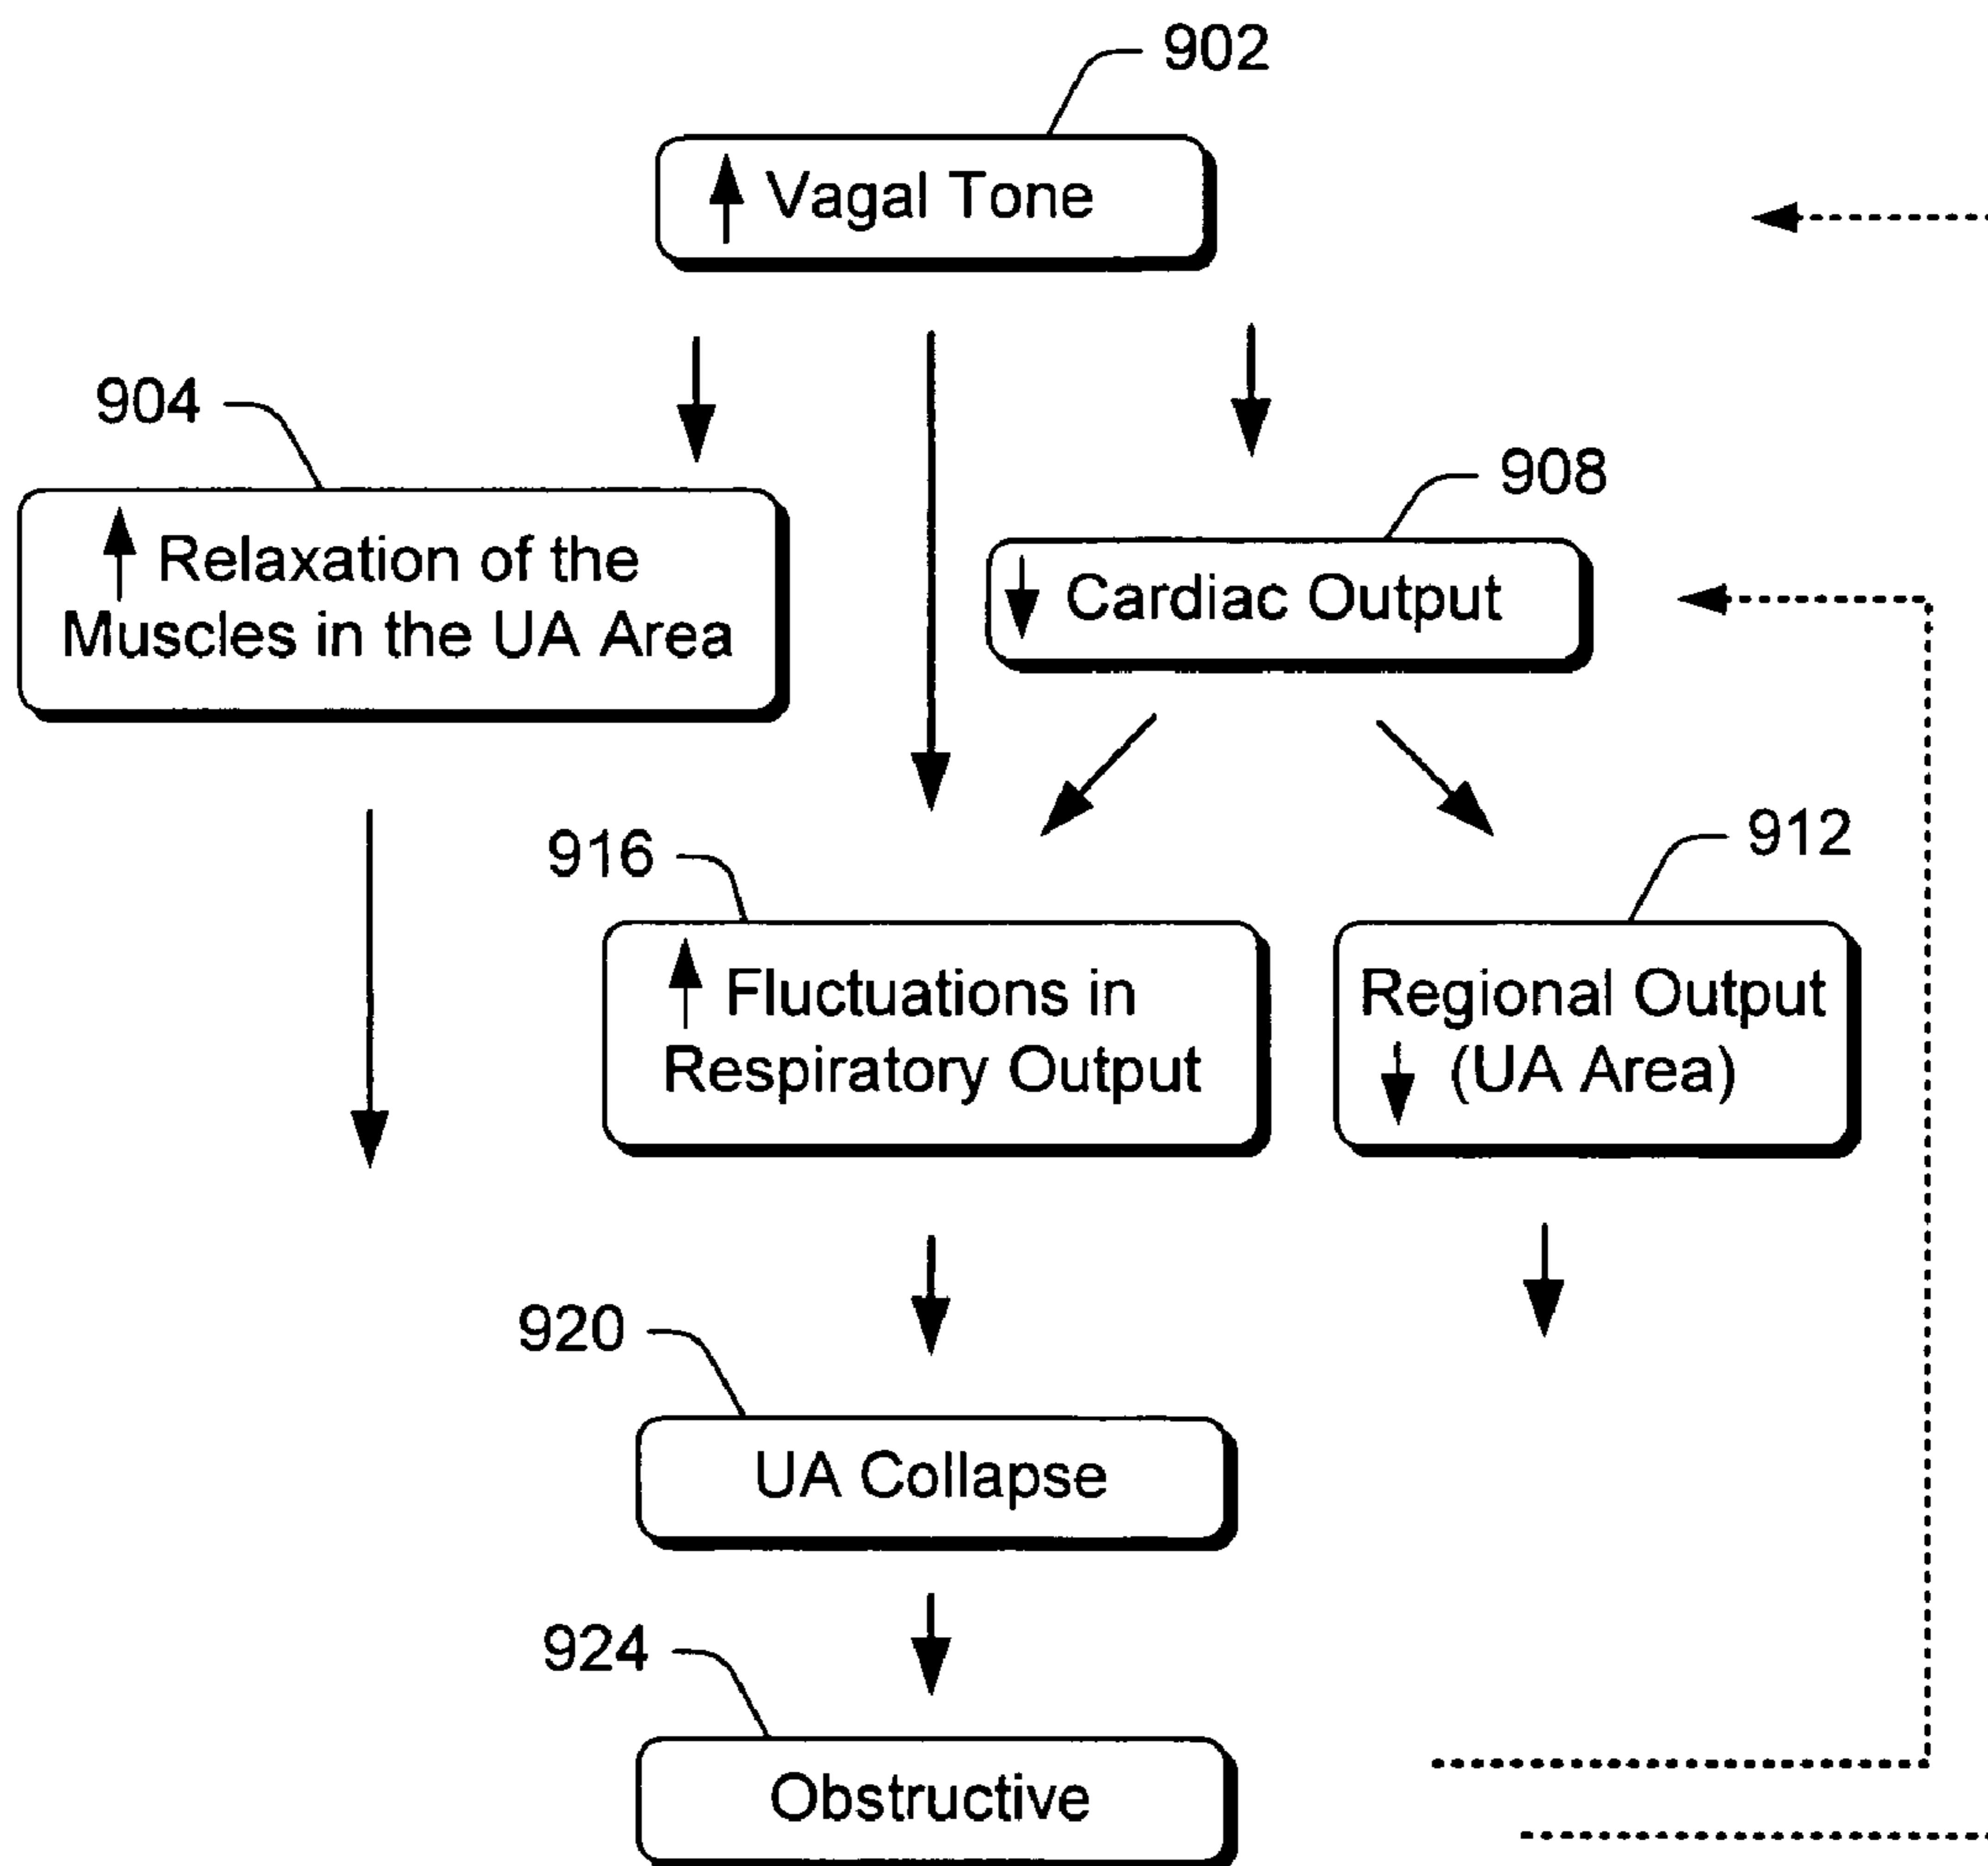 902
Vagal Tone
904
Relaxation of the
Muscles in the UA Area
908
Cardiac Output
916
Fluctuations in
Respiratory Output
912
Regional Output
(UA Area)
920
UA Collapse
924
Obstructive